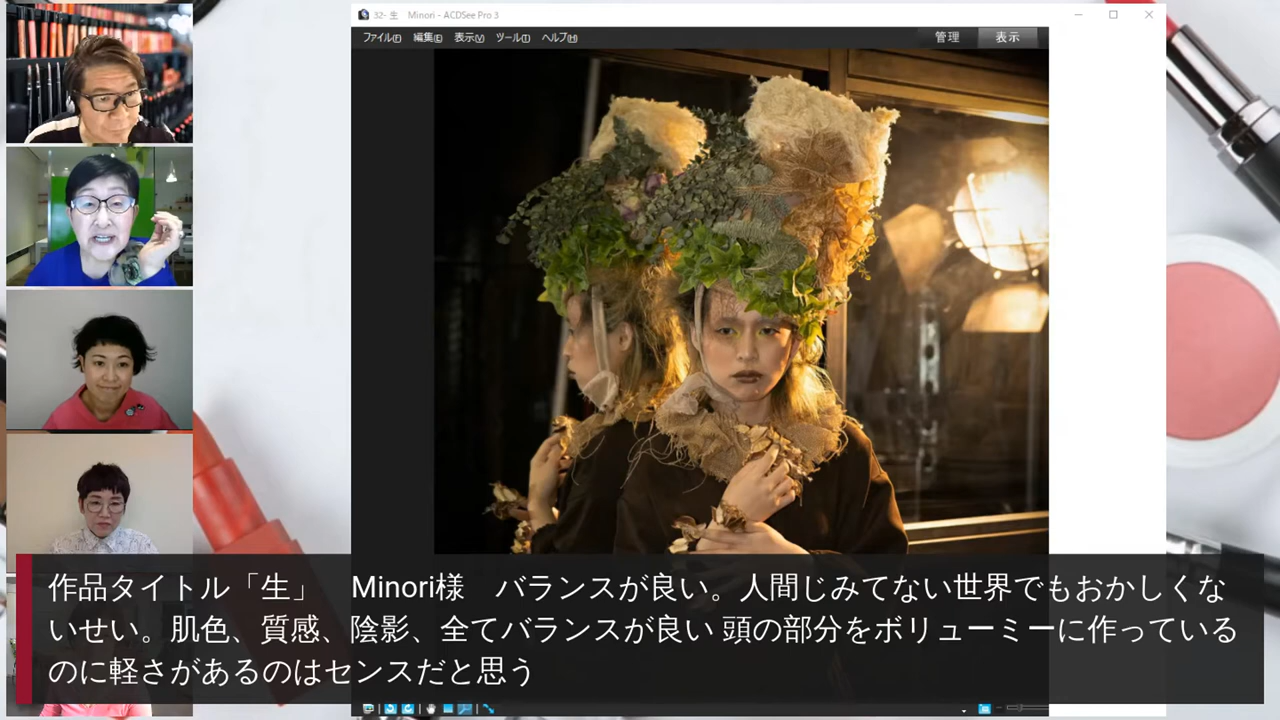 32- 生 Minori - ACDSee Pro 3
ファイル(F) 編集(E) 表示(V) ツール(T) ヘルプ(H) 管理 表示
作品タイトル「生」 Minori様 バランスが良い。人間じみてない世界でもおかしくな
いせい。肌色、質感、陰影、全てバランスが良い 頭の部分をボリューミーに作っている
のに軽さがあるのはセンスだと思う